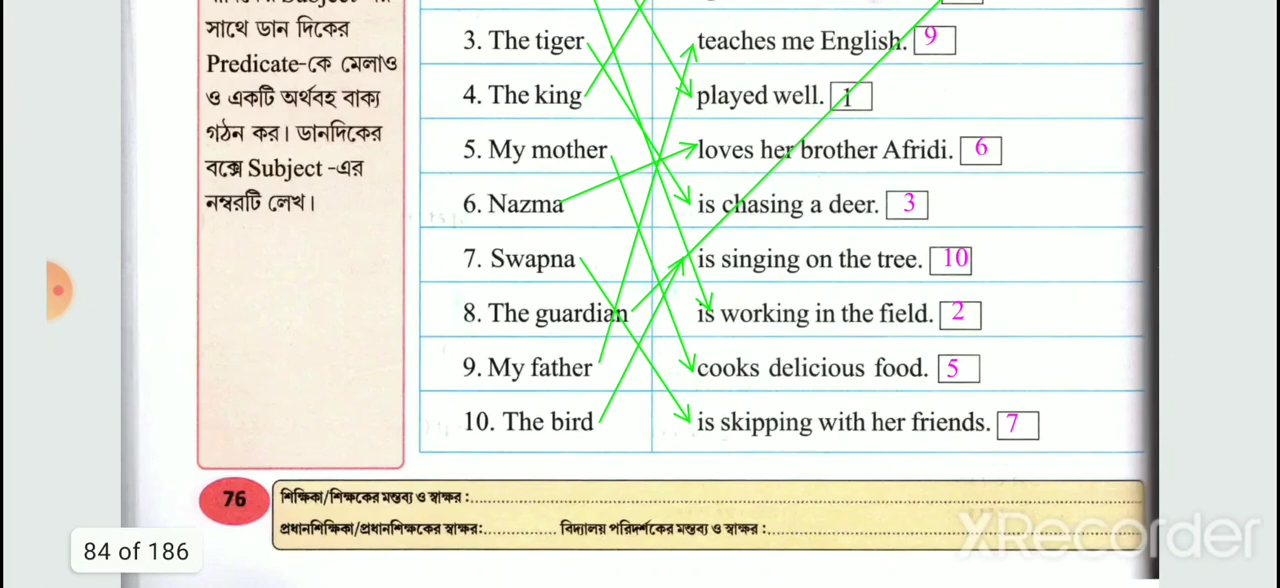 সাথে ডান দিকের
Predicate-কে মেলাও
ও একটি অর্থবহ বাক্য
গঠন কর। ডানদিকের
বক্সে Subject -এর
নম্বরটি লেখ।
3. The tiger teaches me English. 9
4. The king played well. 1
5. My mother loves her brother Afridi. 6
6. Nazma is chasing a deer. 3
7. Swapna is singing on the tree. 10
8. The guardian is working in the field. 2
9. My father cooks delicious food. 5
10. The bird is skipping with her friends. 7
76
শিক্ষিকা/শিক্ষকের মন্তব্য ও স্বাক্ষর :
প্রধানশিক্ষিকা/প্রধানশিক্ষকের স্বাক্ষর: বিদ্যালয় পরিদর্শকের মন্তব্য ও স্বাক্ষর :
84 of 186
XRecorder